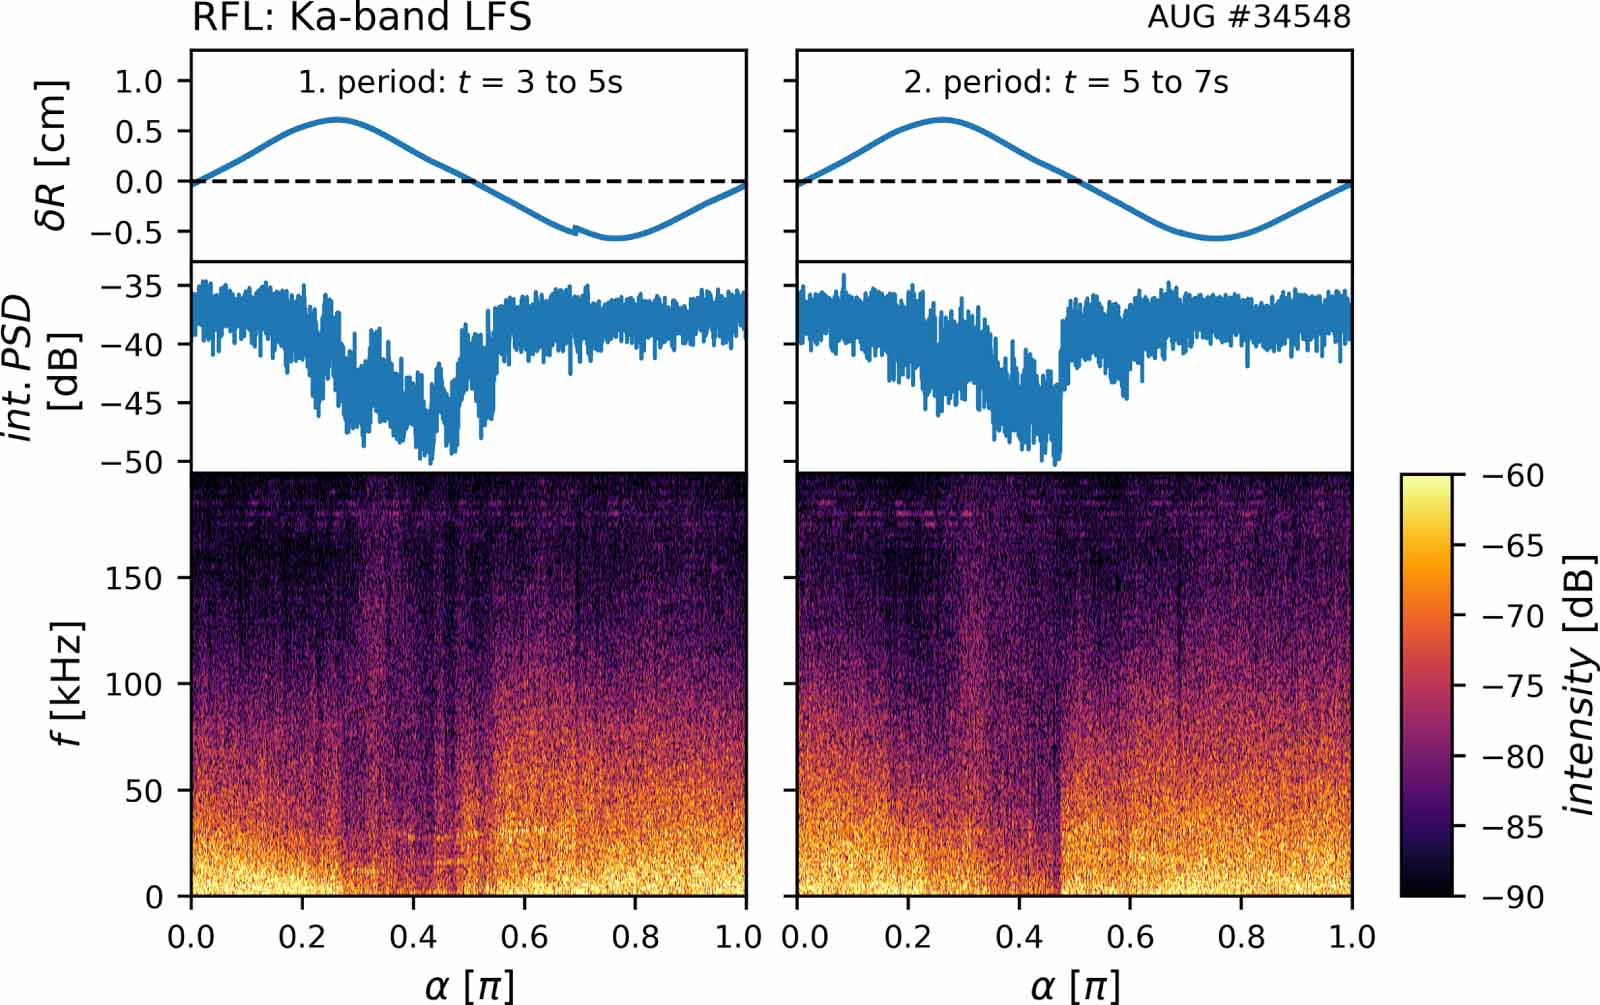 RFL: Ka-band LFS
AUG #34548
1. period: t = 3 to 5s
2. period: t = 5 to 7s
δR [cm]
1.0
0.5
0.0
−0.5
int. PSD
[dB]
−35
−40
−45
−50
f [kHz]
150
100
50
0
0.0 0.2 0.4 0.6 0.8 1.0
0.0 0.2 0.4 0.6 0.8 1.0
α [π]
α [π]
−60
−65
−70
−75
−80
−85
−90
intensity [dB]